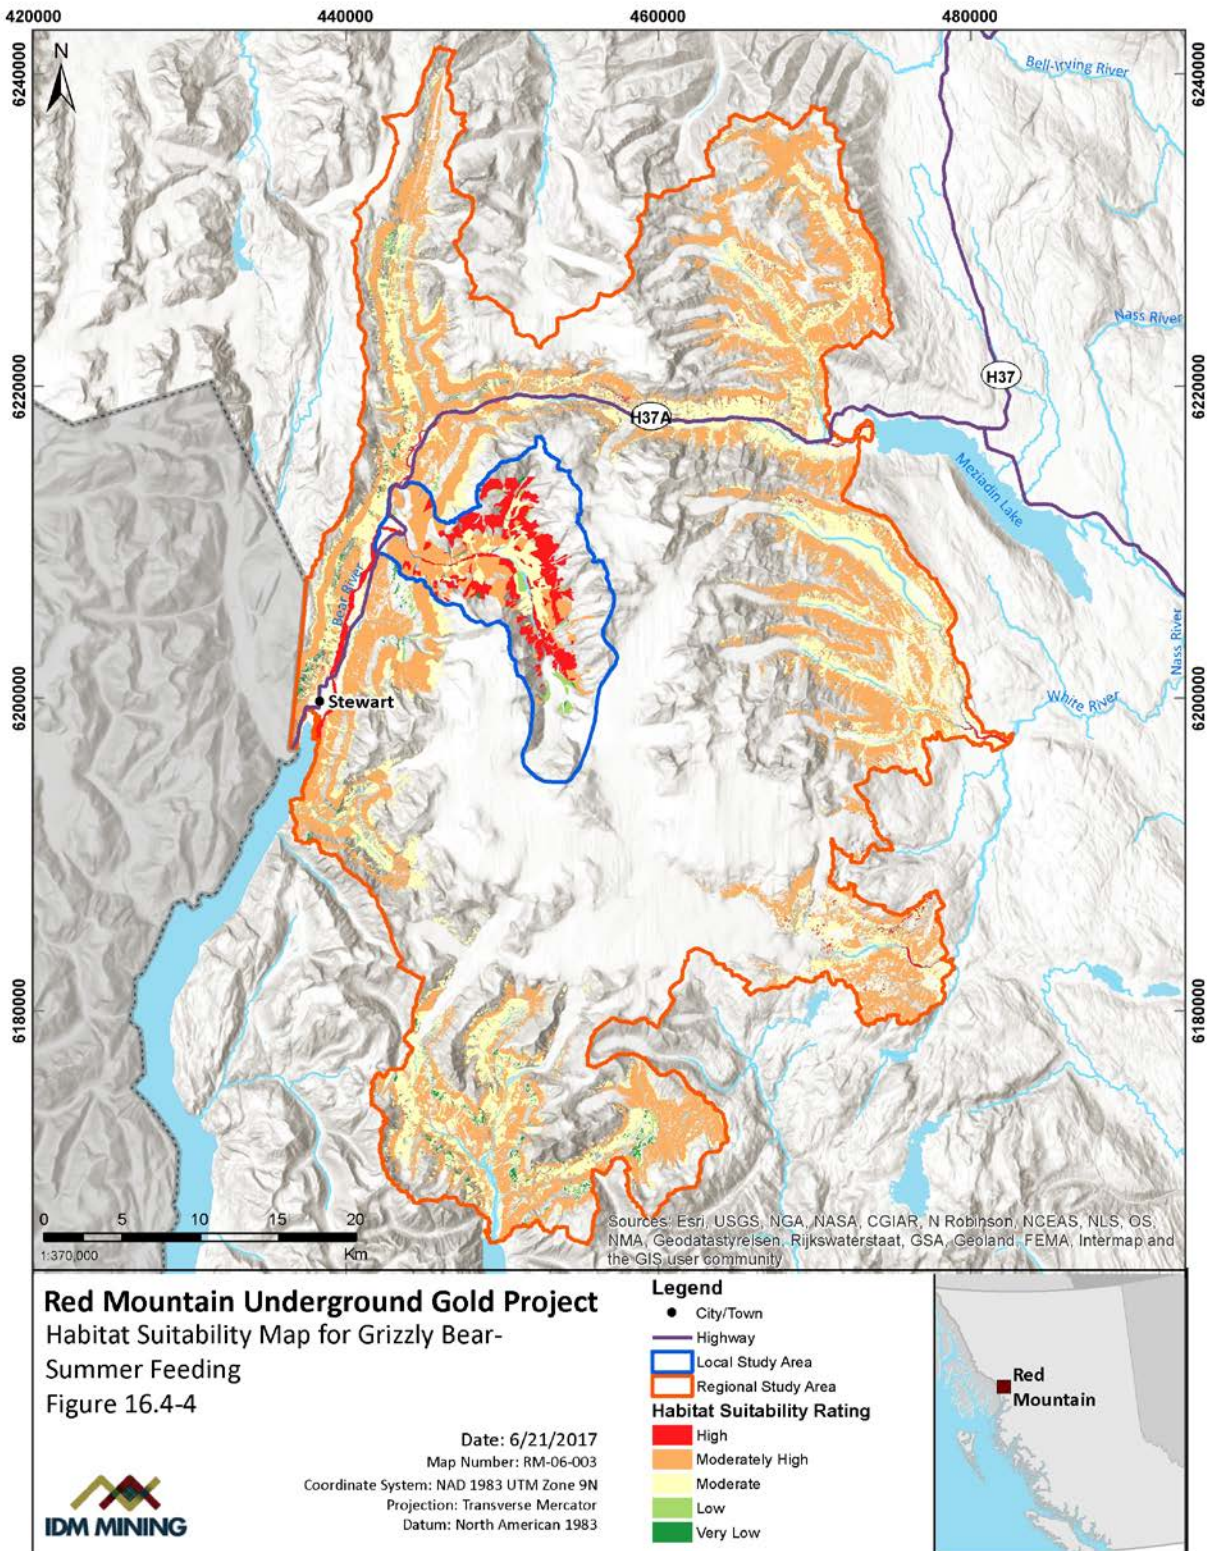 420000
440000
460000
480000
N
6240000
6240000
Bell-Irving River
Nass River
6220000
6220000
H37
H37A
Meziadin Lake
Bear River
Nass River
6200000
6200000
White River
Stewart
6180000
6180000
0 5 10 15 20
1:370,000 Km
Sources: Esri, USGS, NGA, NASA, CGIAR, N Robinson, NCEAS, NLS, OS,
NMA, Geodatastyrelsen, Rijkswaterstaat, GSA, Geoland, FEMA, Intermap and
the GIS user community
Red Mountain Underground Gold Project
Habitat Suitability Map for Grizzly Bear-
Summer Feeding
Figure 16.4-4
Date: 6/21/2017
Map Number: RM-06-003
Coordinate System: NAD 1983 UTM Zone 9N
Projection: Transverse Mercator
Datum: North American 1983
IDM MINING
Legend
City/Town
Highway
Local Study Area
Regional Study Area
Habitat Suitability Rating
High
Moderately High
Moderate
Low
Very Low
Red
Mountain